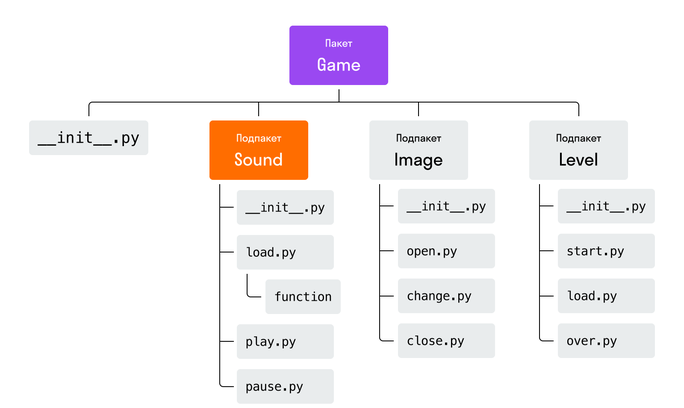 Пакет
Game
__init__.py
Подпакет
Sound
__init__.py
load.py
function
play.py
pause.py
Подпакет
Image
__init__.py
open.py
change.py
close.py
Подпакет
Level
__init__.py
start.py
load.py
over.py